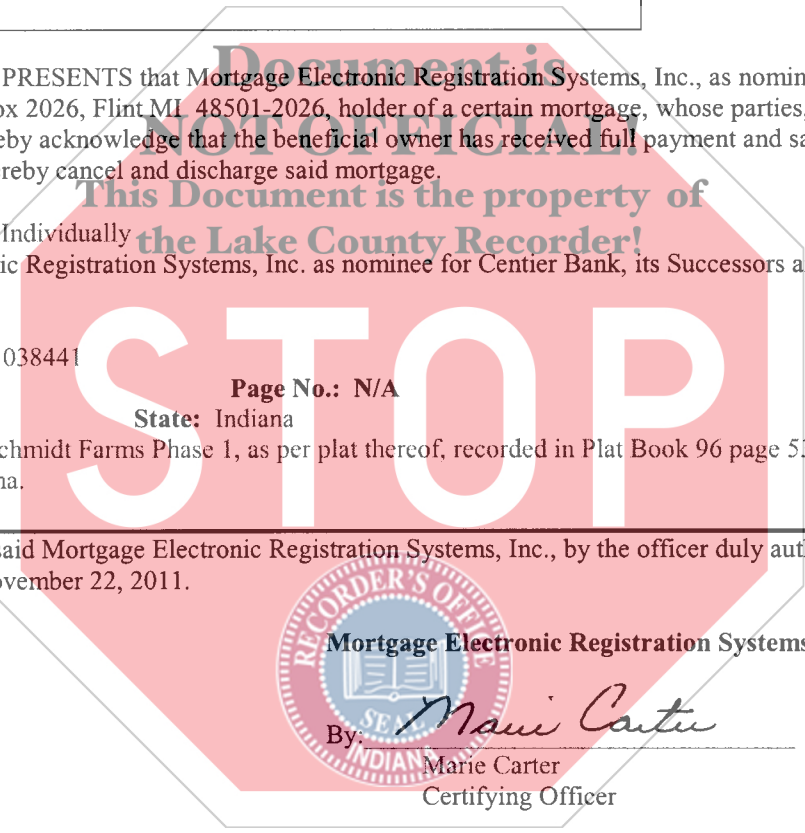 Document is
PRESENTS that Mortgage Electronic Registration Systems, Inc., as nomin
ox 2026, Flint MI 48501-2026, holder of a certain mortgage, whose parties,
NOT OFFICIAL!
eby acknowledge that the beneficial owner has received full payment and sa
reby cancel and discharge said mortgage.
This Document is the property of
Individually
the Lake County Recorder!
ic Registration Systems, Inc. as nominee for Centier Bank, its Successors a
STOP
038441
Page No.: N/A
State: Indiana
chmidt Farms Phase 1, as per plat thereof, recorded in Plat Book 96 page 53
na.
said Mortgage Electronic Registration Systems, Inc., by the officer duly aut
ovember 22, 2011.
RECORDER'S OFFICE
SEAL
INDIANA
Mortgage Electronic Registration Systems
Marie Carter
By:
Marie Carter
Certifying Officer